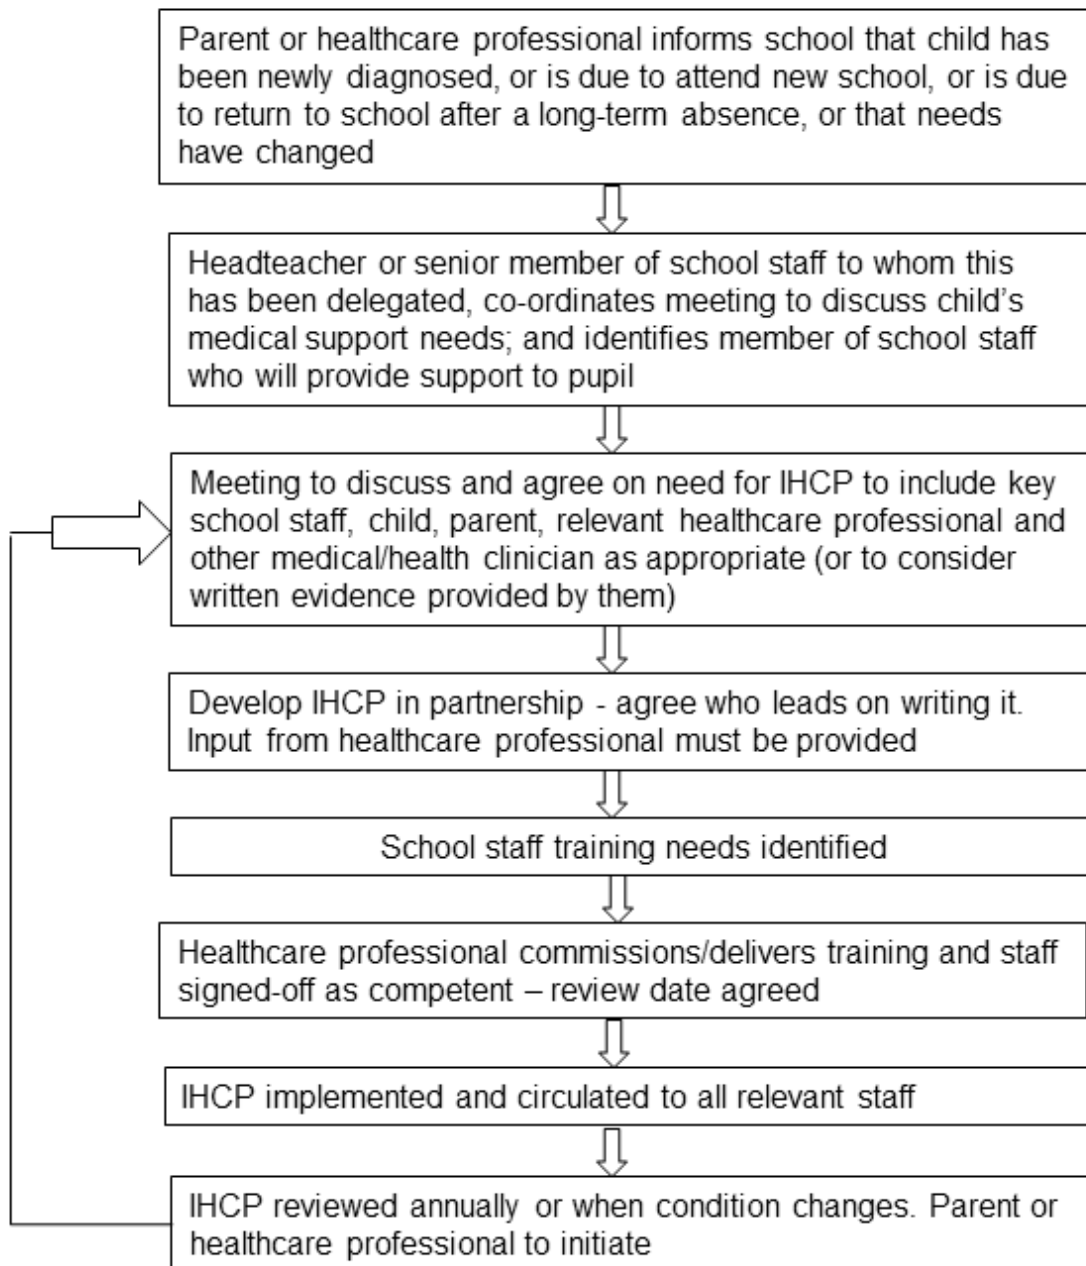 Parent or healthcare professional informs school that child has
been newly diagnosed, or is due to attend new school, or is due
to return to school after a long-term absence, or that needs
have changed
Headteacher or senior member of school staff to whom this
has been delegated, co-ordinates meeting to discuss child’s
medical support needs; and identifies member of school staff
who will provide support to pupil
Meeting to discuss and agree on need for IHCP to include key
school staff, child, parent, relevant healthcare professional and
other medical/health clinician as appropriate (or to consider
written evidence provided by them)
Develop IHCP in partnership - agree who leads on writing it.
Input from healthcare professional must be provided
School staff training needs identified
Healthcare professional commissions/delivers training and staff
signed-off as competent – review date agreed
IHCP implemented and circulated to all relevant staff
IHCP reviewed annually or when condition changes. Parent or
healthcare professional to initiate